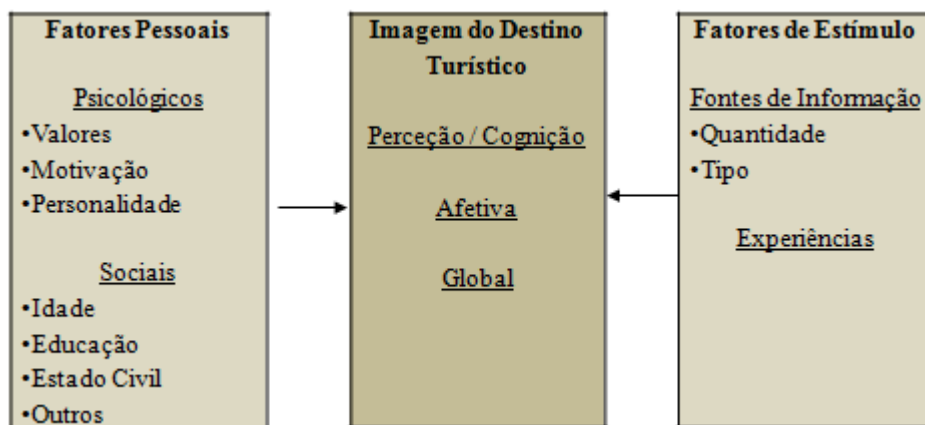 Fatores Pessoais
Psicológicos
•Valores
•Motivação
•Personalidade
Sociais
•Idade
•Educação
•Estado Civil
•Outros
Imagem do Destino
Turístico
Perceção / Cognição
Afetiva
Global
Fatores de Estímulo
Fontes de Informação
•Quantidade
•Tipo
Experiências